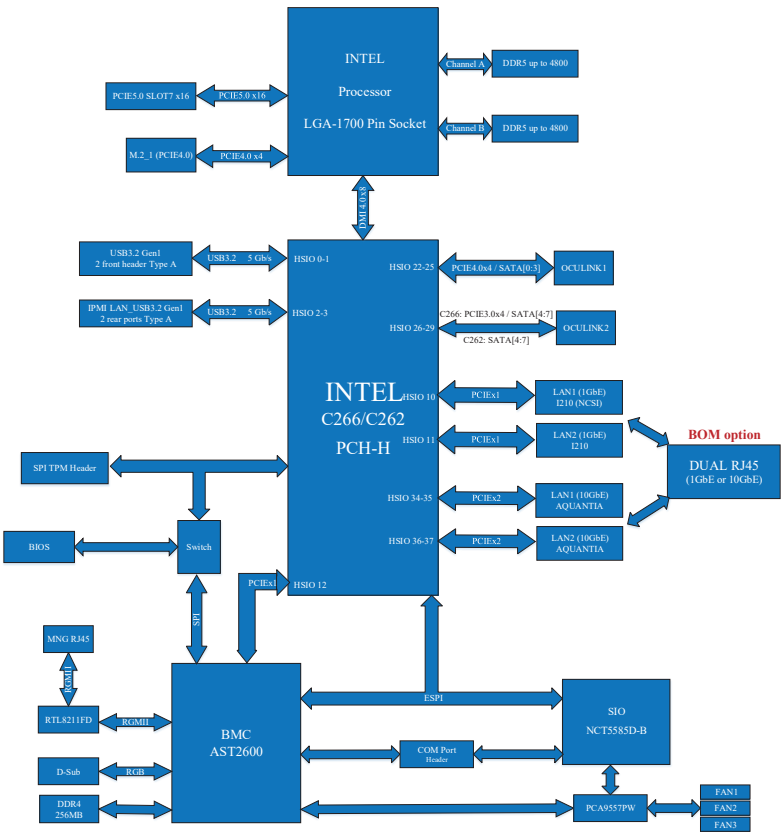 INTEL
Processor
LGA-1700 Pin Socket
Channel A
DDR5 up to 4800
PCIE5.0 SLOT7 x16
PCIE5.0 x16
Channel B
DDR5 up to 4800
M.2_1 (PCIE4.0)
PCIE4.0 x4
DMI 4.0 x8
USB3.2 Gen1
2 front header Type A
USB3.2 5 Gb/s
HSIO 0-1
HSIO 22-25
PCIE4.0x4 / SATA[0:3]
OCULINK1
IPMI LAN_USB3.2 Gen1
2 rear ports Type A
USB3.2 5 Gb/s
HSIO 2-3
HSIO 26-29
C266: PCIE3.0x4 / SATA[4:7]
C262: SATA[4:7]
OCULINK2
INTEL
C266/C262
PCH-H
HSIO 10
PCIEx1
LAN1 (1GbE)
I210 (NCSI)
HSIO 11
PCIEx1
LAN2 (1GbE)
I210
BOM option
DUAL RJ45
(1GbE or 10GbE)
HSIO 34-35
PCIEx2
LAN1 (10GbE)
AQUANTIA
HSIO 36-37
PCIEx2
LAN2 (10GbE)
AQUANTIA
SPI TPM Header
BIOS
Switch
SPI
PCIEx1
HSIO 12
MNG RJ45
RGMII
RTL8211FD
RGMII
D-Sub
RGB
DDR4
256MB
BMC
AST2600
ESPI
COM Port
Header
SIO
NCT5585D-B
PCA9557PW
FAN1
FAN2
FAN3